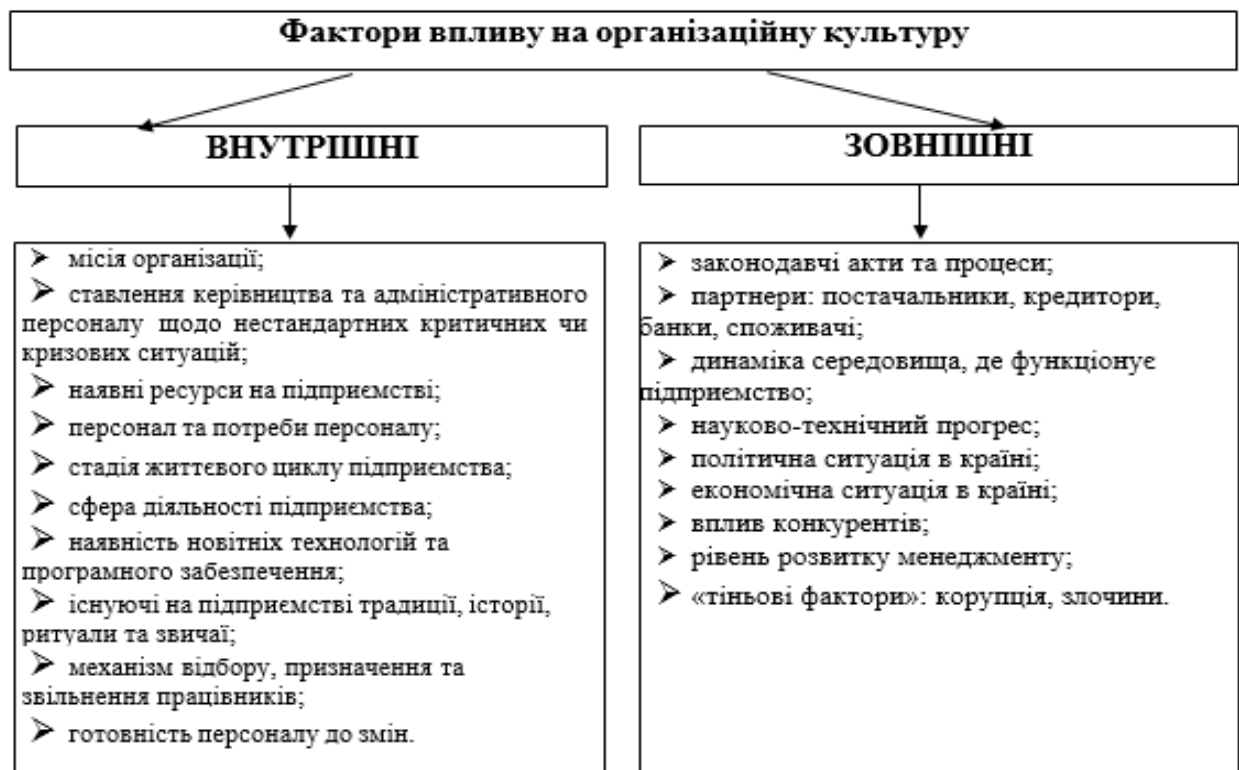 Фактори впливу на організаційну культуру
ВНУТРІШНІ
➢ місія організації;
➢ ставлення керівництва та адміністративного
персоналу щодо нестандартних критичних чи
кризових ситуацій;
➢ наявні ресурси на підприємстві;
➢ персонал та потреби персоналу;
➢ стадія життєвого циклу підприємства;
➢ сфера діяльності підприємства;
➢ наявність новітніх технологій та
програмного забезпечення;
➢ існуючі на підприємстві традиції, історії,
ритуали та звичаї;
➢ механізм відбору, призначення та
звільнення працівників;
➢ готовність персоналу до змін.
ЗОВНІШНІ
➢ законодавчі акти та процеси;
➢ партнери: постачальники, кредитори,
банки, споживачі;
➢ динаміка середовища, де функціонує
підприємство;
➢ науково-технічний прогрес;
➢ політична ситуація в країні;
➢ економічна ситуація в країні;
➢ вплив конкурентів;
➢ рівень розвитку менеджменту;
➢ «тіньові фактори»: корупція, злочини.